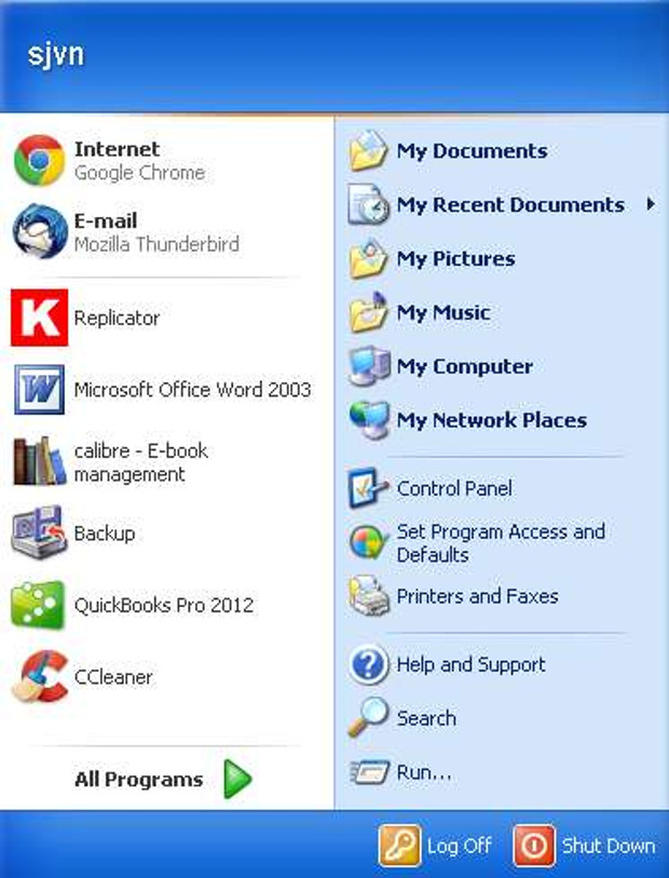 sjvn
Internet
Google Chrome
E-mail
Mozilla Thunderbird
K
Replicator
W
Microsoft Office Word 2003
calibre - E-book
management
Backup
QuickBooks Pro 2012
CCleaner
All Programs
My Documents
My Recent Documents
My Pictures
My Music
My Computer
My Network Places
Control Panel
Set Program Access and
Defaults
Printers and Faxes
Help and Support
Search
Run...
Log Off
Shut Down